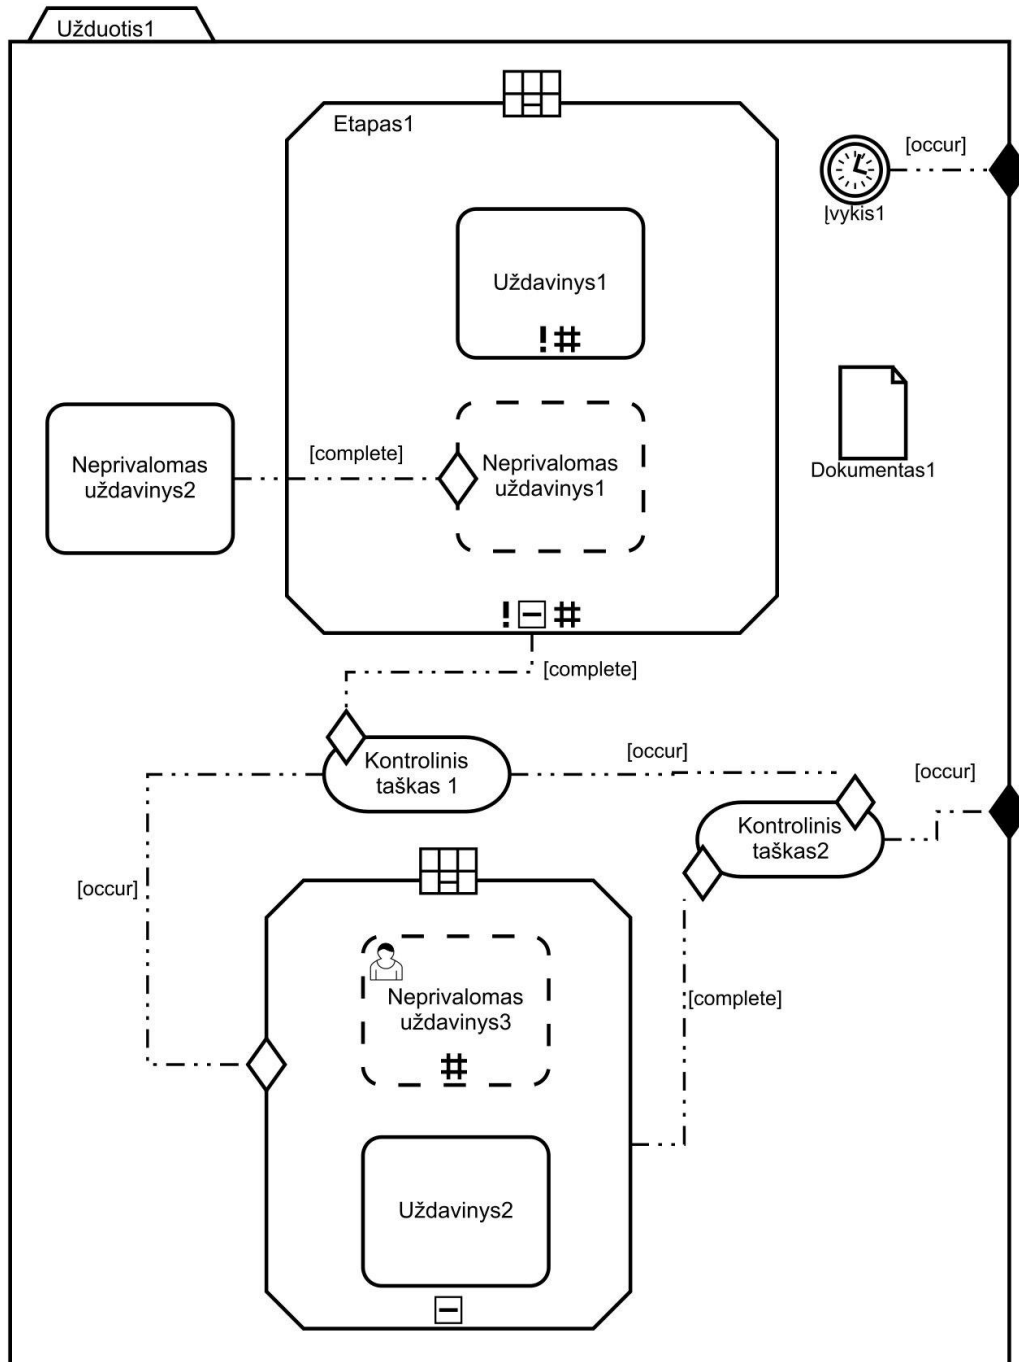 Užduotis1
Etapas1
[occur]
Įvykis1
Uždavinys1
!#
Dokumentas1
Neprivalomas
uždavinys2
[complete]
Neprivalomas
uždavinys1
! #
[complete]
Kontrolinis
taškas 1
[occur]
[occur]
Kontrolinis
taškas2
[occur]
Neprivalomas
uždavinys3
#
[complete]
Uždavinys2